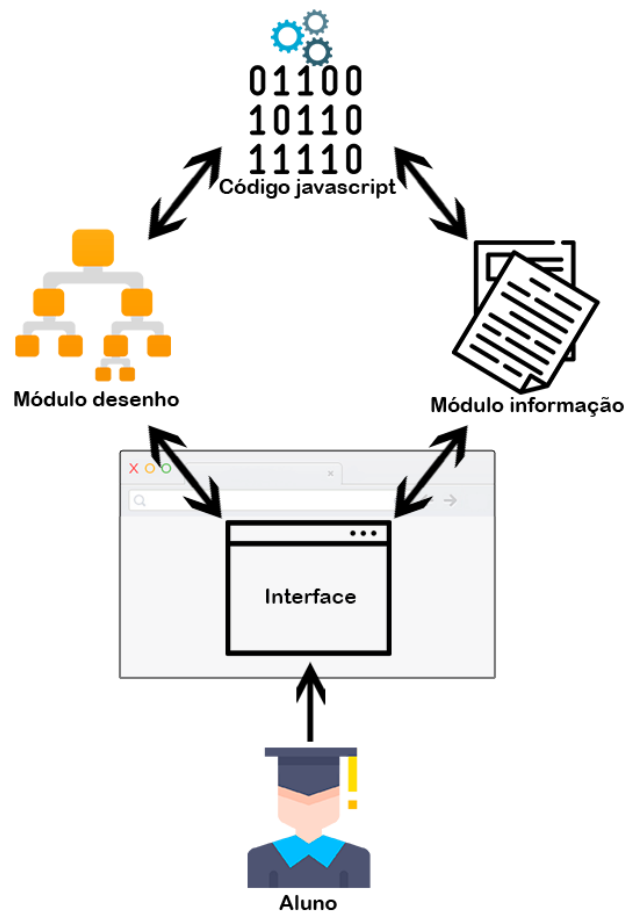 01100
10110
11110
Código javascript
Módulo desenho
Módulo informação
Interface
Aluno